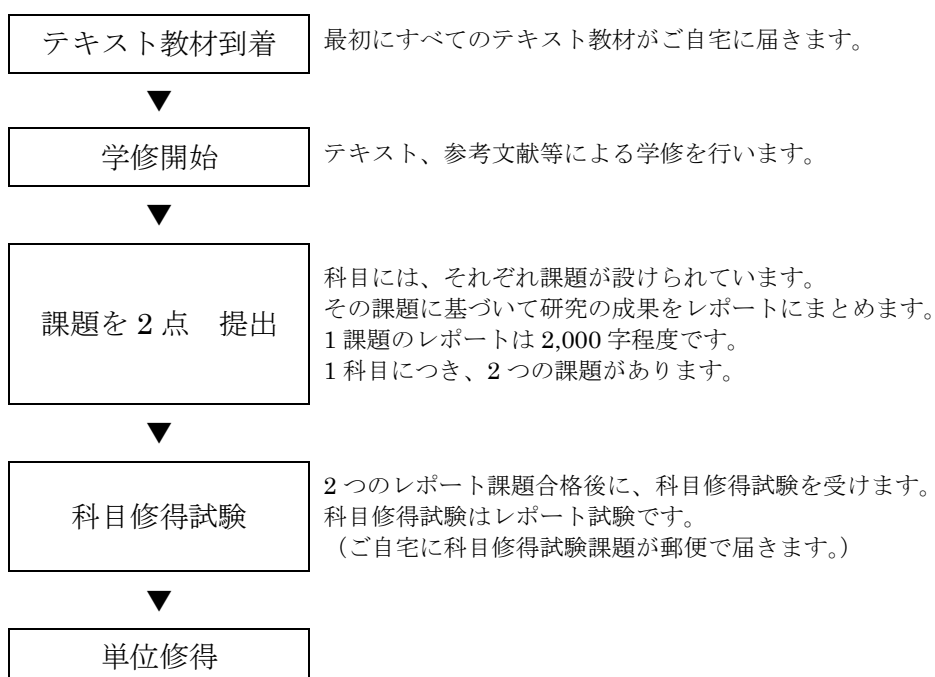 テキスト教材到着
最初にすべてのテキスト教材がご自宅に届きます。
▼
学修開始
テキスト、参考文献等による学修を行います。
▼
課題を 2 点　提出
科目には、それぞれ課題が設けられています。
その課題に基づいて研究の成果をレポートにまとめます。
1 課題のレポートは 2,000 字程度です。
1 科目につき、2 つの課題があります。
▼
科目修得試験
2 つのレポート課題合格後に、科目修得試験を受けます。
科目修得試験はレポート試験です。
（ご自宅に科目修得試験課題が郵便で届きます。）
▼
単位修得